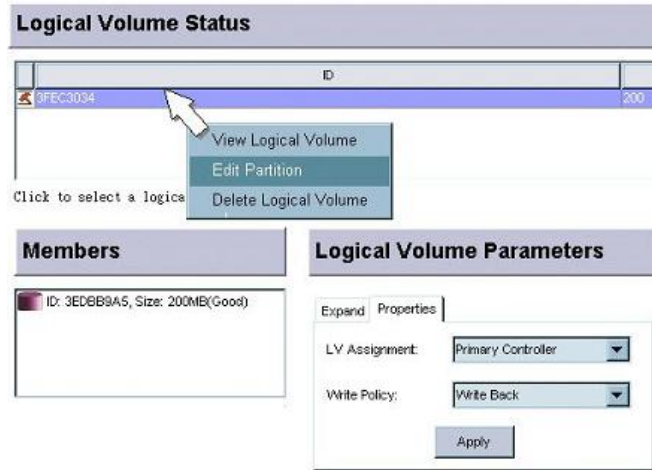 Logical Volume Status
ID
3FEC3034 200
View Logical Volume
Edit Partition
Click to select a logica
Delete Logical Volume
Members
Logical Volume Parameters
ID: 3EDBB9A5, Size: 200MB(Good)
Expand Properties
LV Assignment: Primary Controller
Write Policy: Write Back
Apply